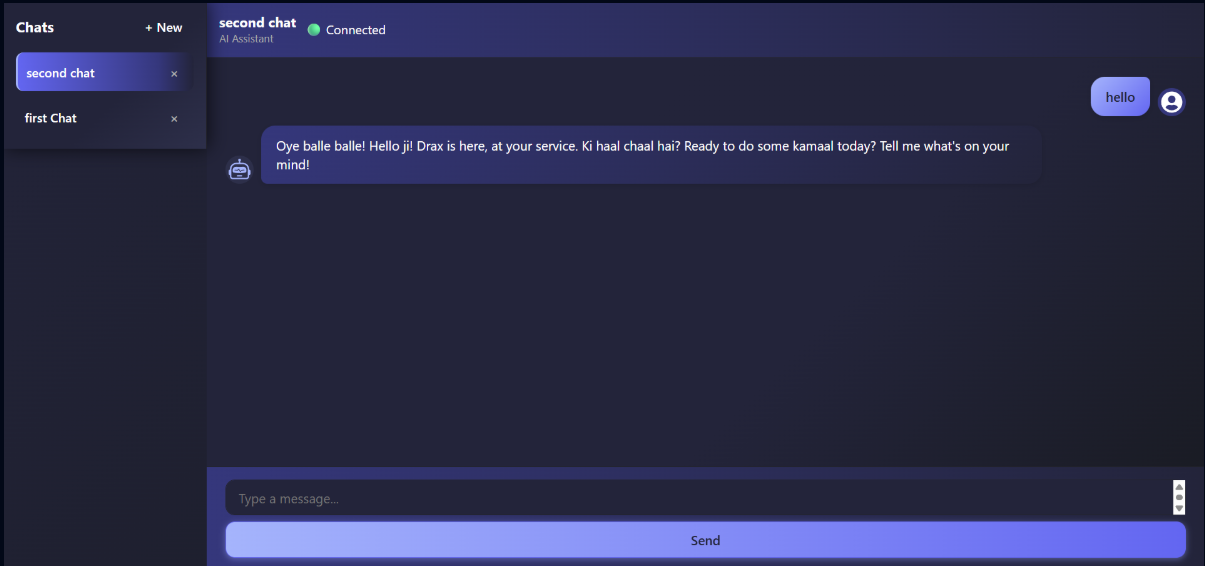 Chats
+ New
second chat ×
first Chat ×
second chat
AI Assistant
Connected
hello
Oye balle balle! Hello ji! Drax is here, at your service. Ki haal chaal hai? Ready to do some kamaal today? Tell me what's on your
mind!
Type a message...
Send